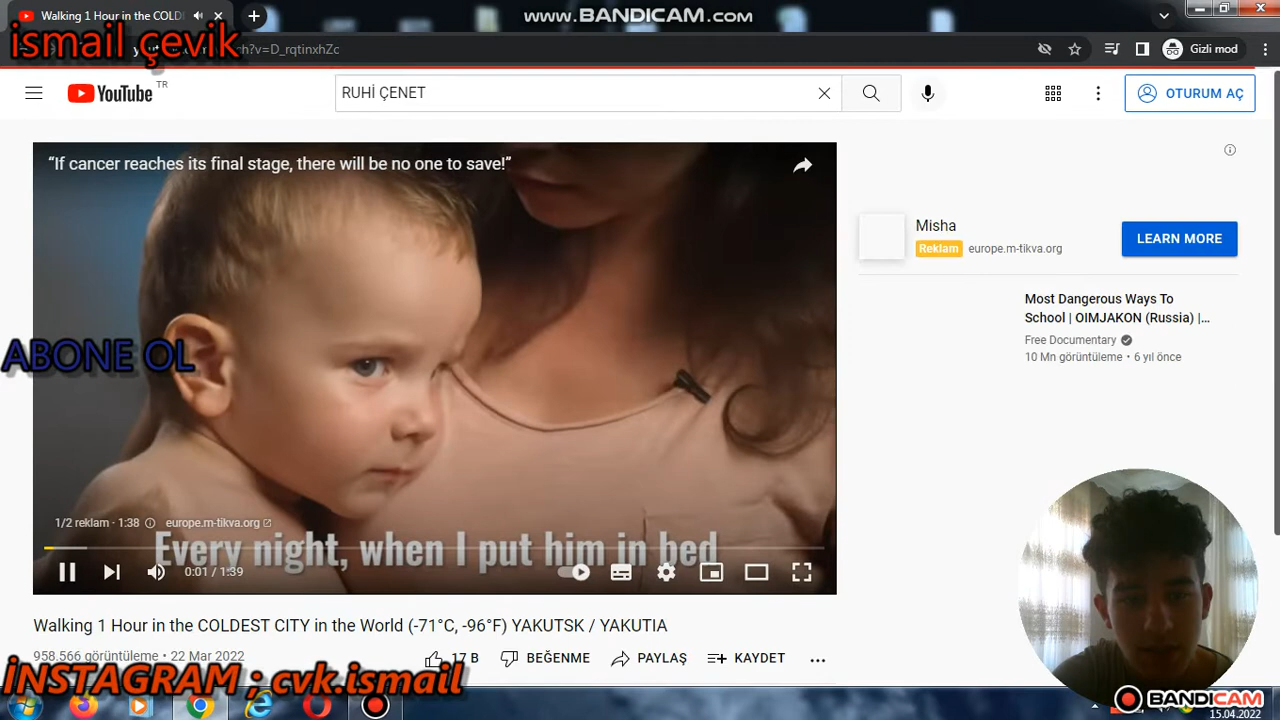 Walking 1 Hour in the COLDE
www.BANDICAM.com
ismail çevik
ch?v=D_rqtinxhZc
Gizli mod
YouTube TR
RUHİ ÇENET
OTURUM AÇ
“If cancer reaches its final stage, there will be no one to save!”
Misha
Reklam europe.m-tikva.org
LEARN MORE
Most Dangerous Ways To
School | OIMJAKON (Russia) |...
Free Documentary
10 Mn görüntüleme • 6 yıl önce
ABONE OL
1/2 reklam · 1:38 europe.m-tikva.org
Every night, when I put him in bed
0:01 / 1:39
Walking 1 Hour in the COLDEST CITY in the World (-71°C, -96°F) YAKUTSK / YAKUTIA
958.566 görüntüleme • 22 Mar 2022
17 B
BEĞENME
PAYLAŞ
KAYDET
İNSTAGRAM ; cvk.ismail
BANDICAM
15.04.2022